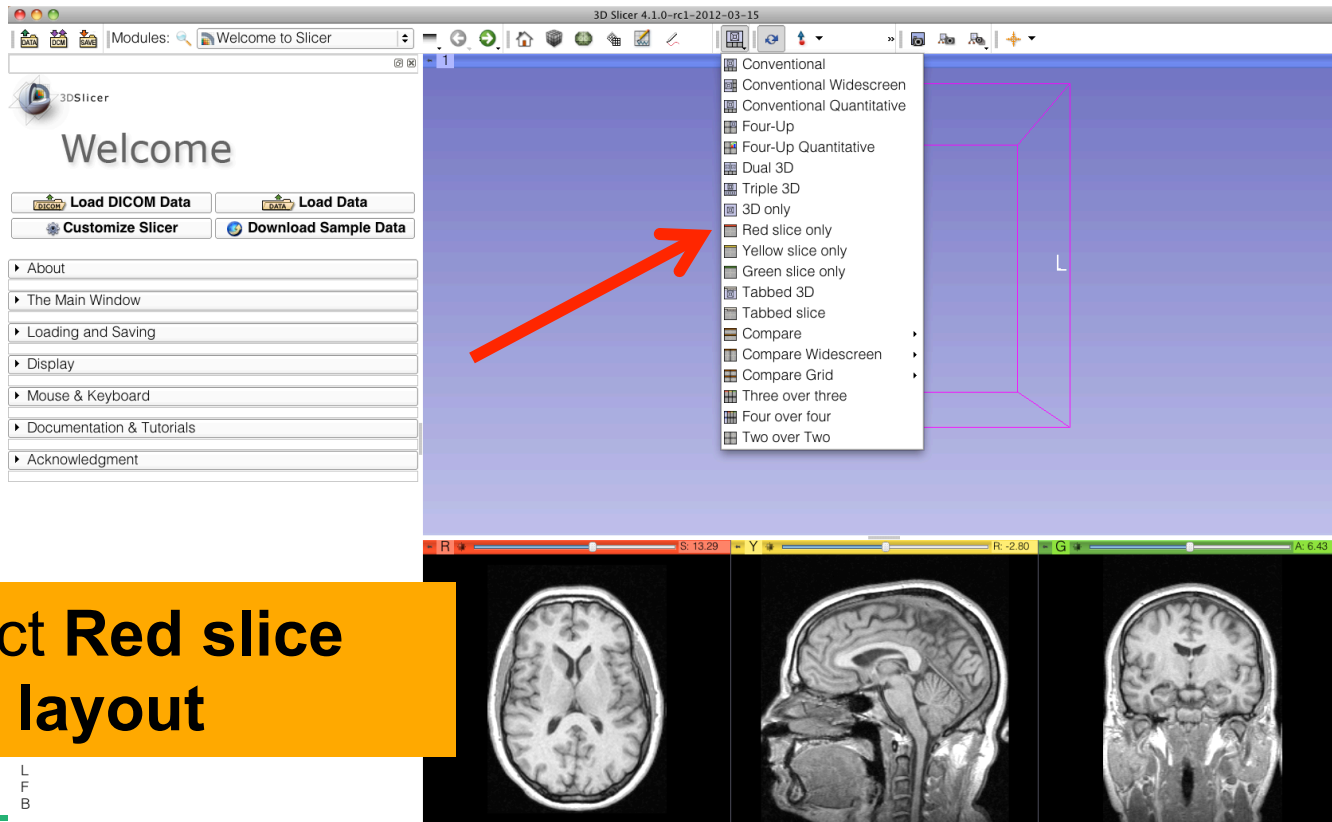 3D Slicer 4.1.0-rc1-2012-03-15
DATA DCM SAVE Modules: Welcome to Slicer
1
3DSlicer
Welcome
DICOM Load DICOM Data DATA Load Data
Customize Slicer Download Sample Data
About
The Main Window
Loading and Saving
Display
Mouse & Keyboard
Documentation & Tutorials
Acknowledgment
Conventional
Conventional Widescreen
Conventional Quantitative
Four-Up
Four-Up Quantitative
Dual 3D
Triple 3D
3D only
Red slice only
Yellow slice only
Green slice only
Tabbed 3D
Tabbed slice
Compare
Compare Widescreen
Compare Grid
Three over three
Four over four
Two over Two
L
R S: 13.29 Y R: -2.80 G A: 6.43
ct Red slice
layout
L
F
B